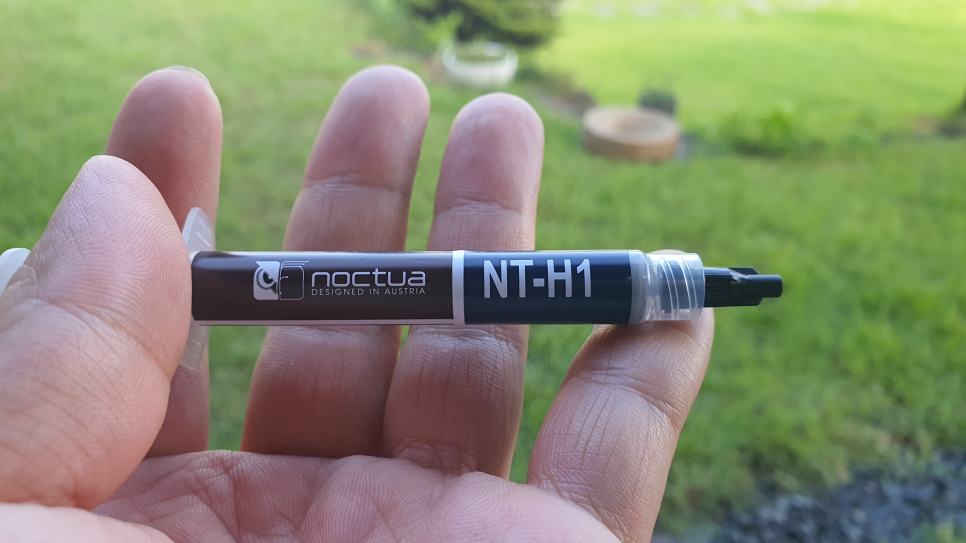 noctua
DESIGNED IN AUSTRIA
NT-H1